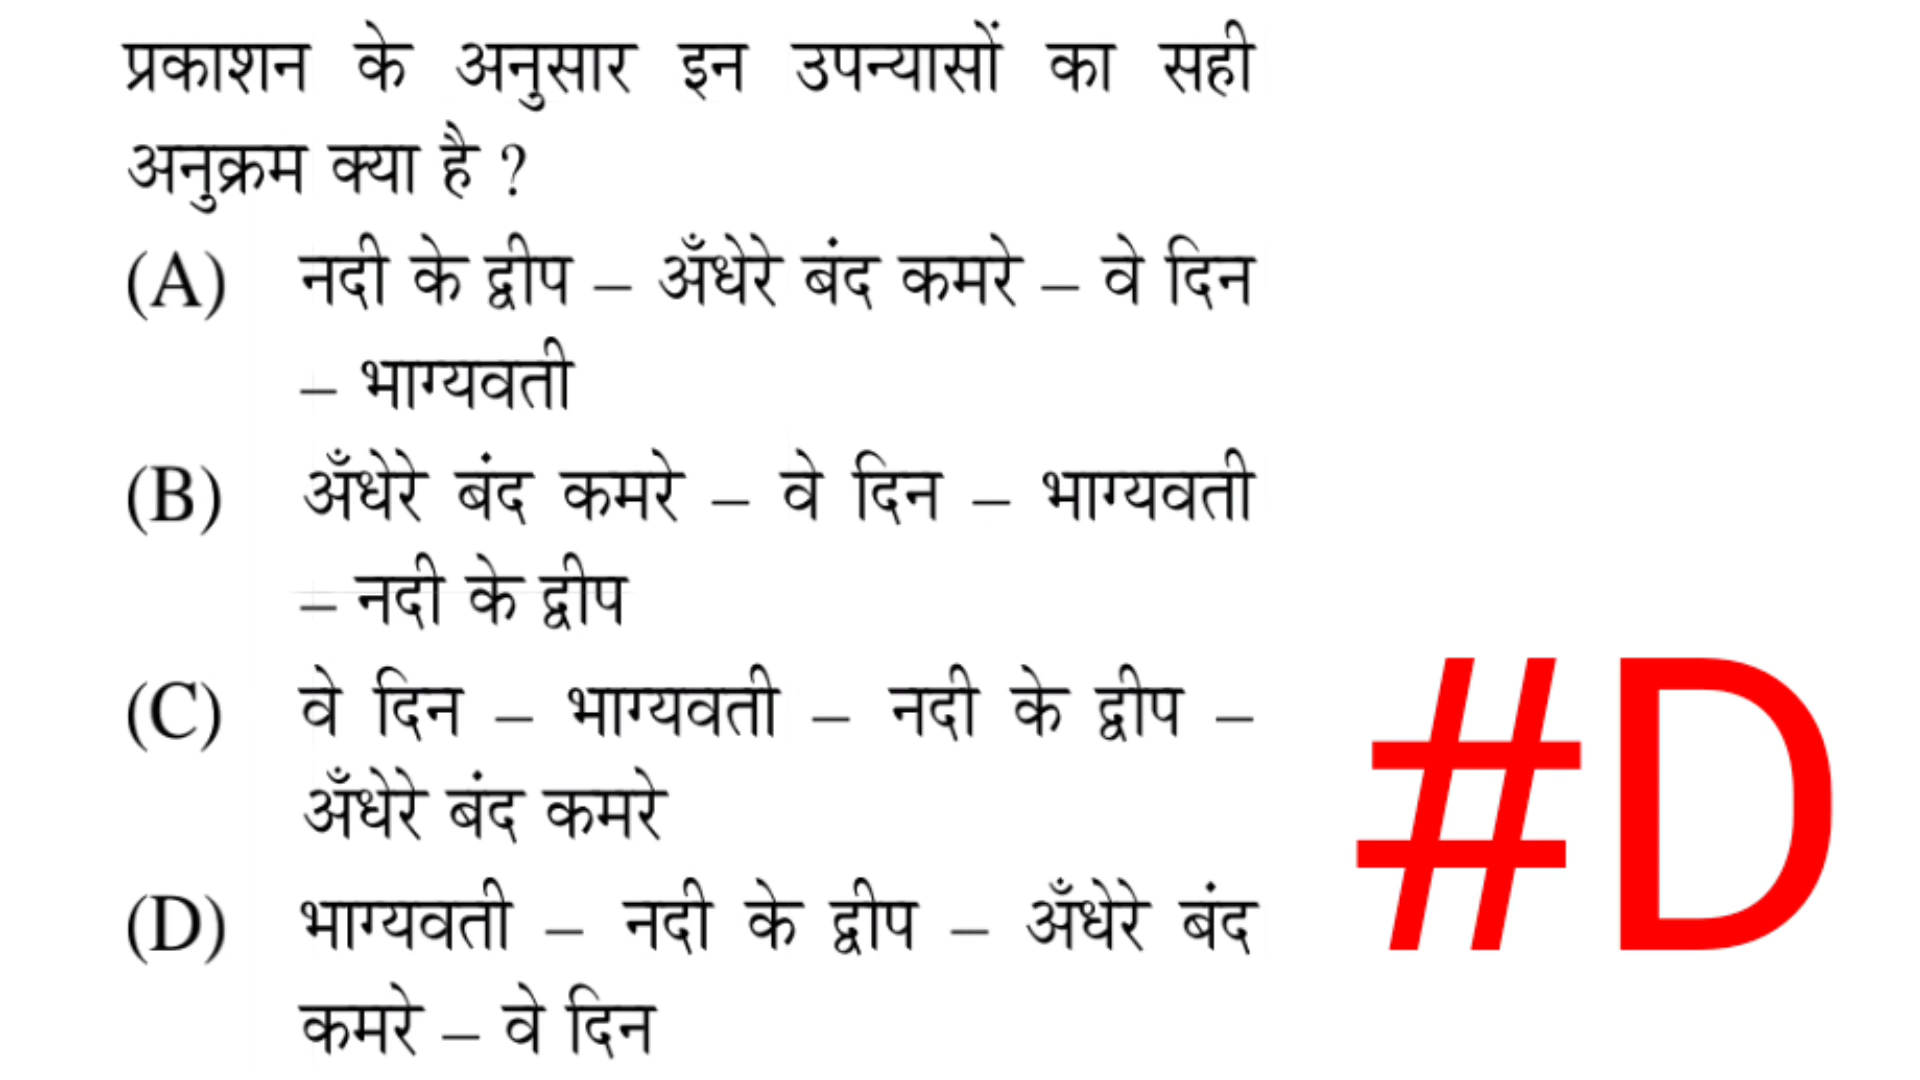 प्रकाशन के अनुसार इन उपन्यासों का सही
अनुक्रम क्या है ?
(A) नदी के द्वीप – अँधेरे बंद कमरे – वे दिन
– भाग्यवती
(B) अँधेरे बंद कमरे – वे दिन – भाग्यवती
– नदी के द्वीप
(C) वे दिन – भाग्यवती – नदी के द्वीप –
अँधेरे बंद कमरे
(D) भाग्यवती – नदी के द्वीप – अँधेरे बंद
कमरे – वे दिन
#D